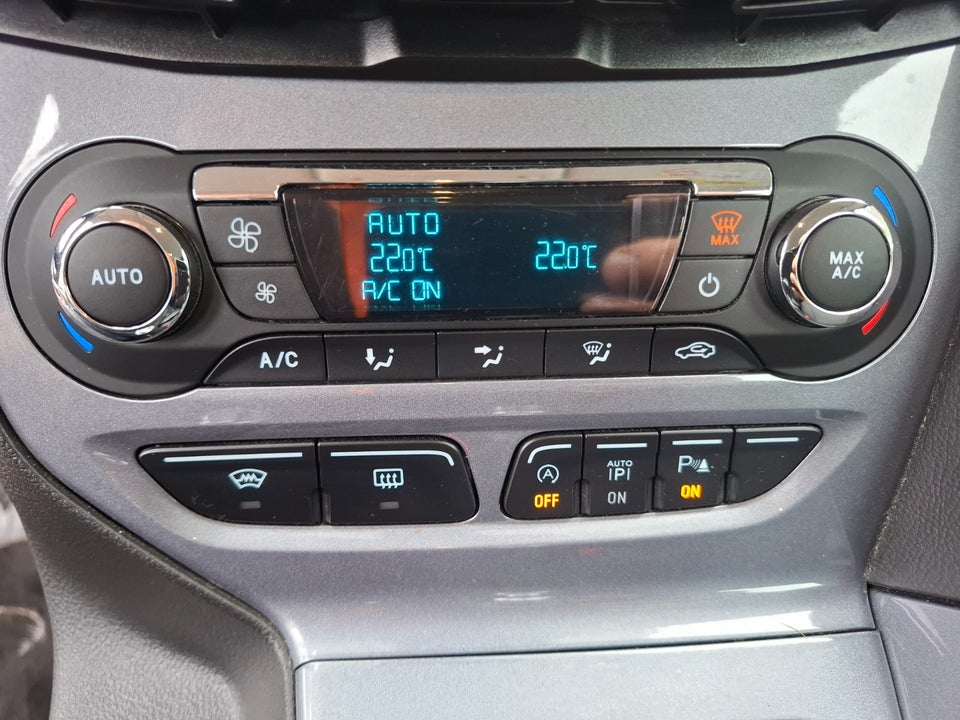 AUTO
MAX
AUTO
22.0°C
22.0°C
MAX
A/C
A/C ON
A/C
A
OFF
AUTO
P
ON
P
ON